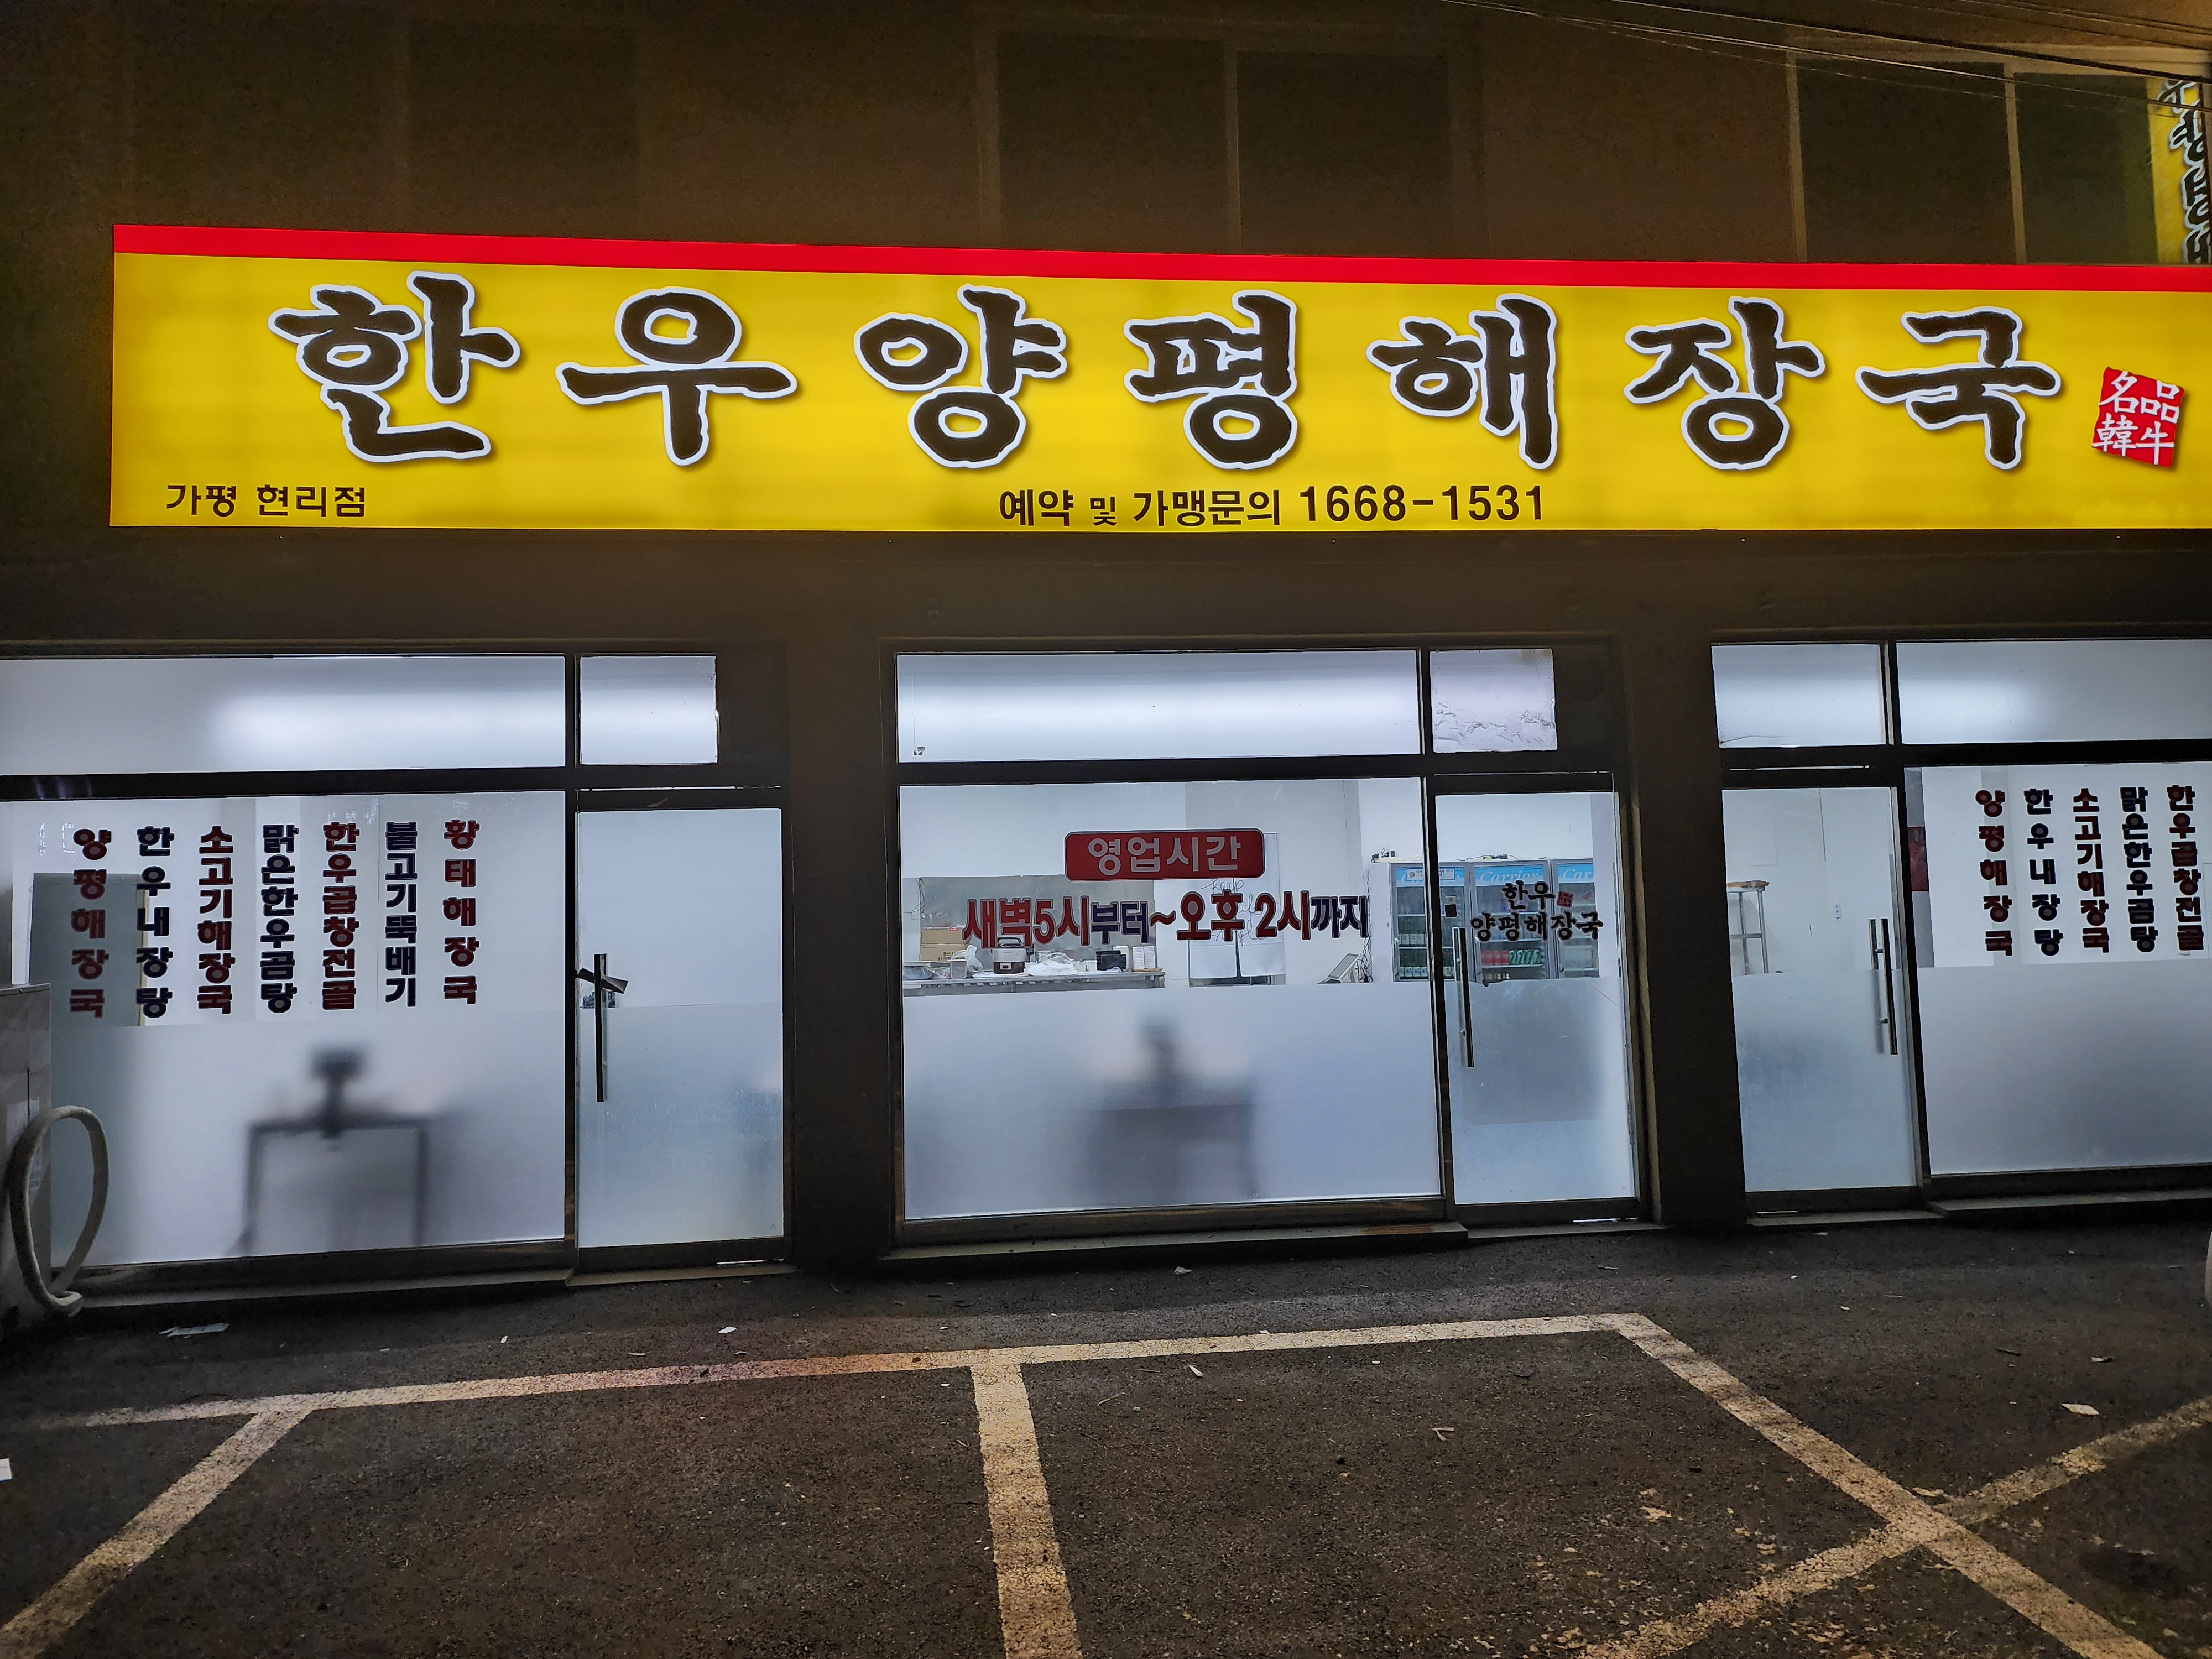 한우양평해장국
名品
韓牛
가평 현리점
예약 및 가맹문의 1668-1531
양평해장국
한우내장탕
소고기해장국
맑은한우곰탕
한우곱창전골
불고기뚝배기
황태해장국
영업시간
새벽5시부터~오후 2시까지
Carrier
한우
양평해장국
양평해장국
한우내장탕
소고기해장국
맑은한우곰탕
한우곱창전골